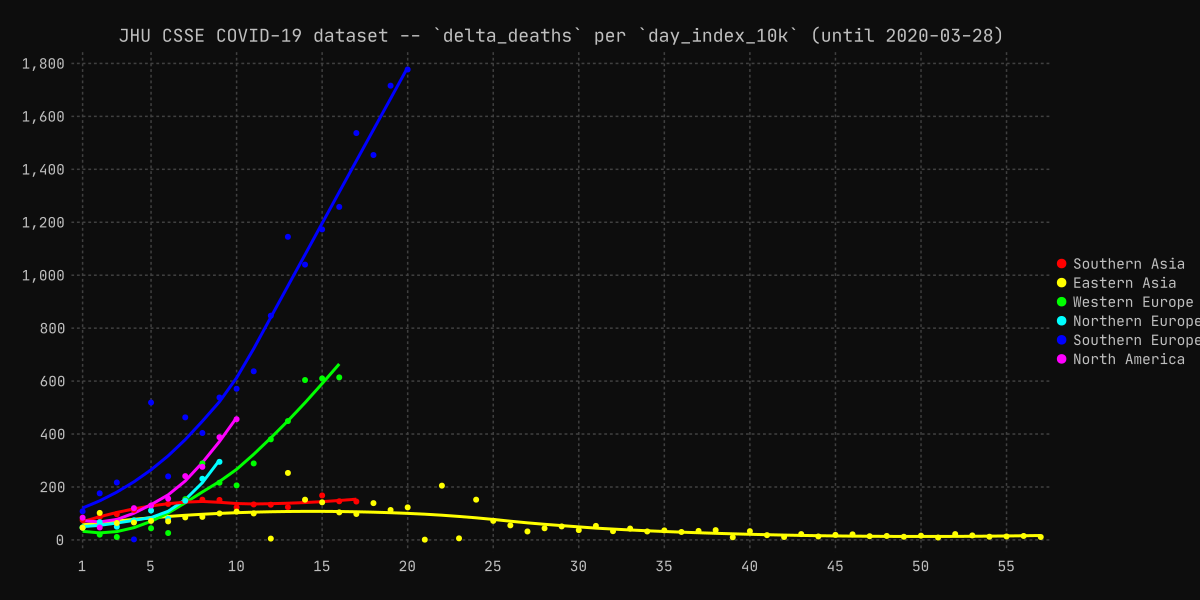 JHU CSSE COVID-19 dataset -- `delta_deaths` per `day_index_10k` (until 2020-03-28)
1,800
1,600
1,400
1,200
1,000
800
600
400
200
0
1 5 10 15 20 25 30 35 40 45 50 55
Southern Asia
Eastern Asia
Western Europe
Northern Europe
Southern Europe
North America